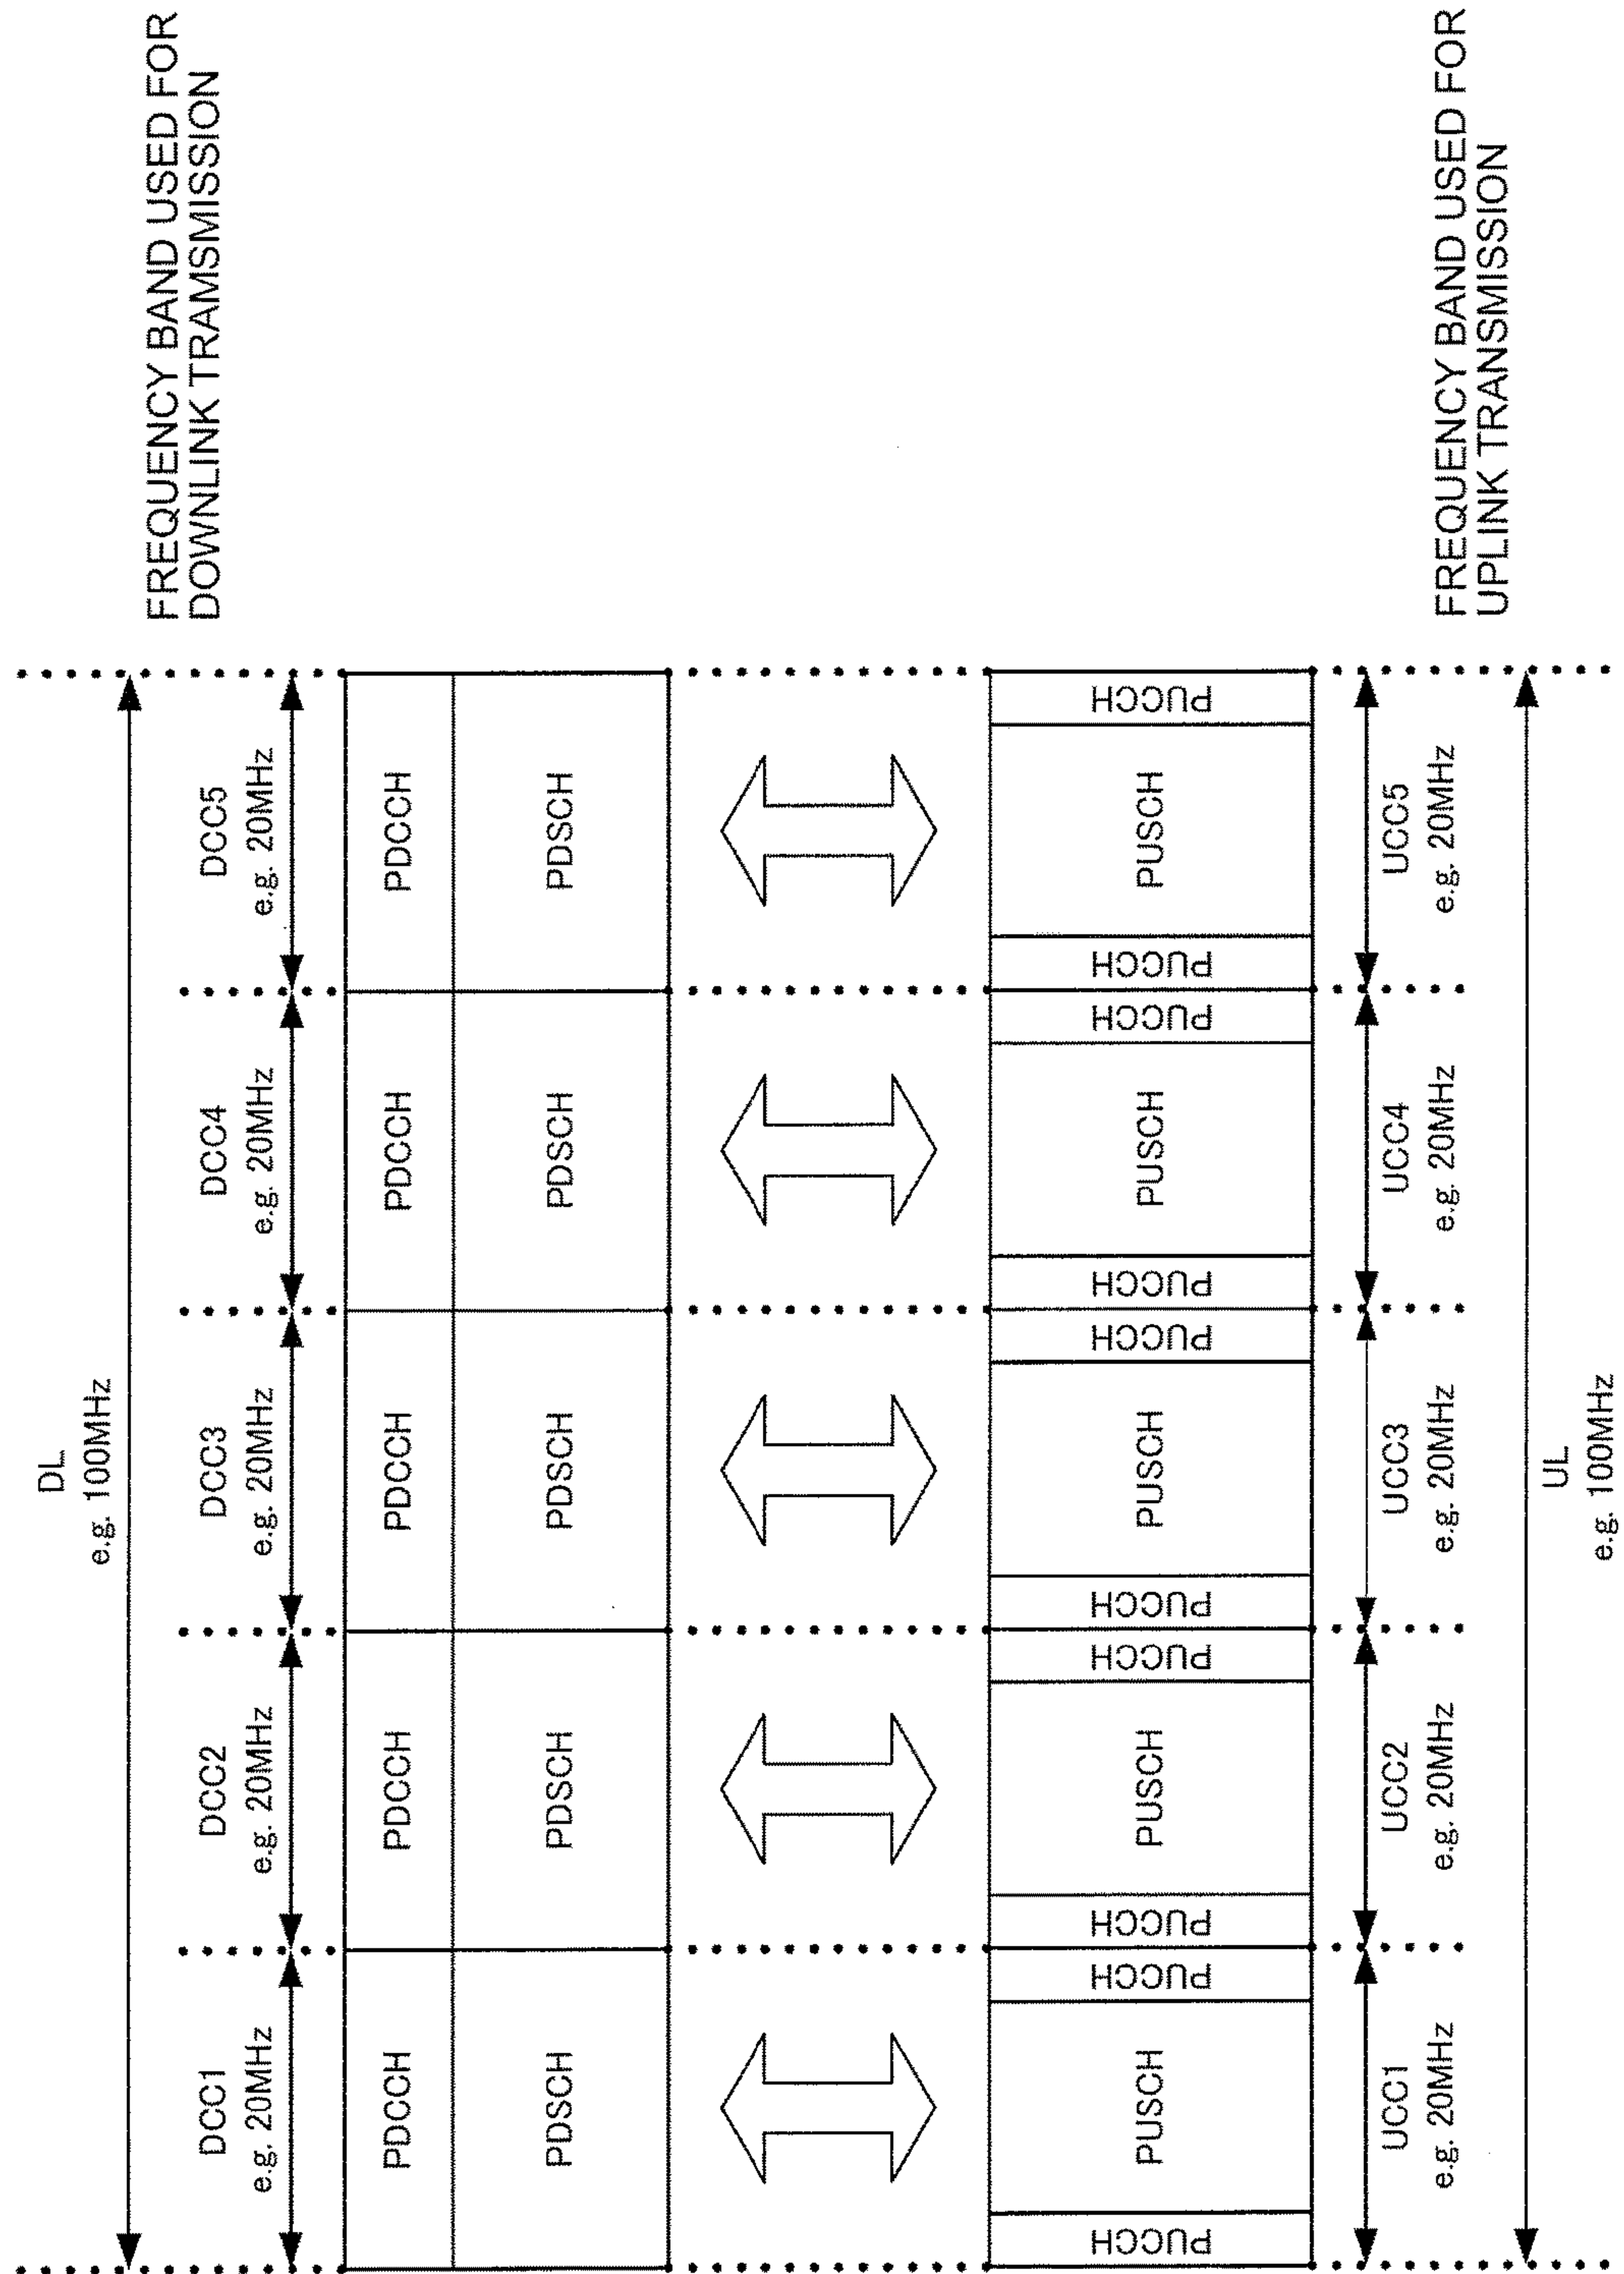 DL
e.g. 100MHz
FREQUENCY BAND USED FOR
DOWNLINK TRAMSMISSION
DCC1
e.g. 20MHz
DCC2
e.g. 20MHz
DCC3
e.g. 20MHz
DCC4
e.g. 20MHz
DCC5
e.g. 20MHz
PDCCH
PDCCH
PDCCH
PDCCH
PDCCH
PDSCH
PDSCH
PDSCH
PDSCH
PDSCH
PUCCH
PUSCH
PUCCH
PUCCH
PUSCH
PUCCH
PUCCH
PUSCH
PUCCH
PUCCH
PUSCH
PUCCH
PUCCH
PUSCH
PUCCH
UCC1
e.g. 20MHz
UCC2
e.g. 20MHz
UCC3
e.g. 20MHz
UCC4
e.g. 20MHz
UCC5
e.g. 20MHz
FREQUENCY BAND USED FOR
UPLINK TRANSMISSION
UL
e.g. 100MHz